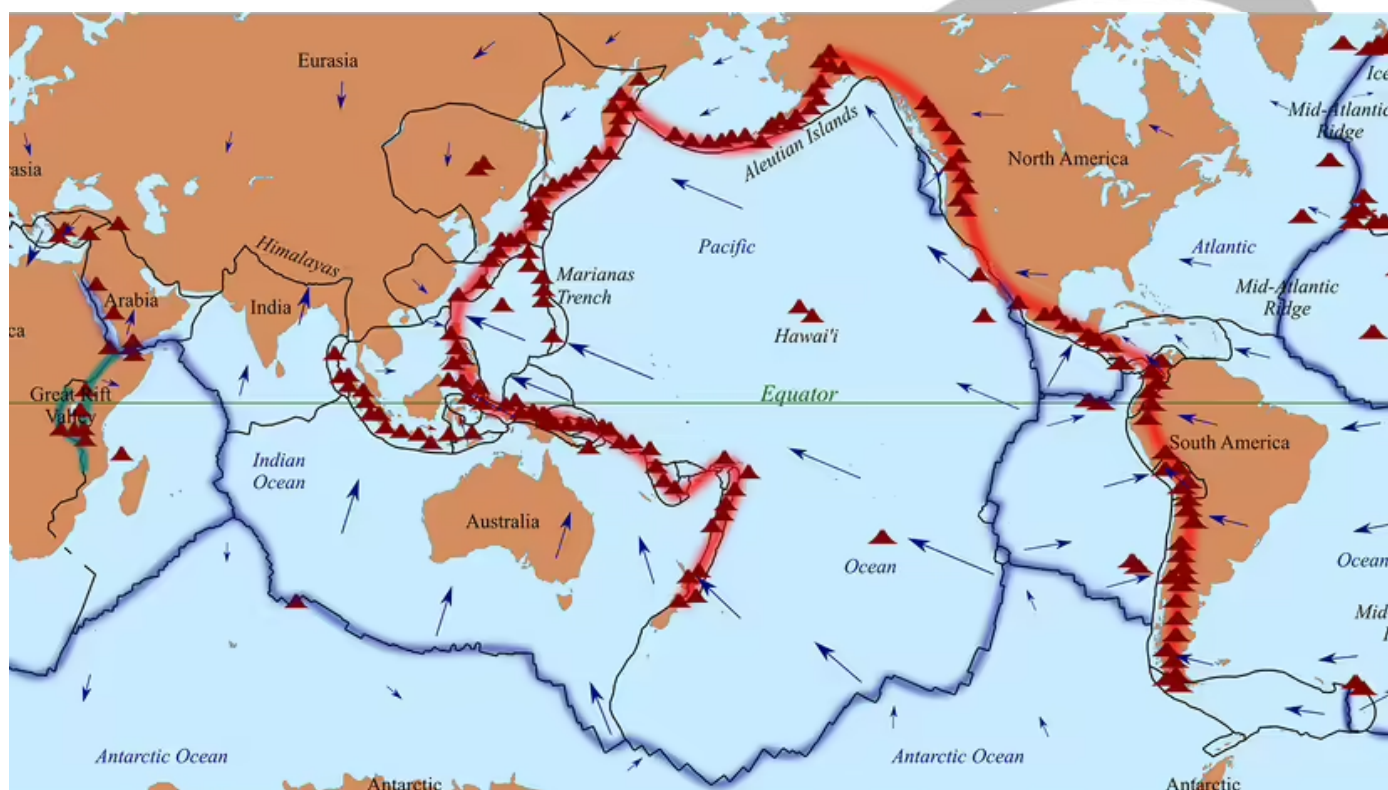 Eurasia
Ice
Mid-Atlantic
Ridge
Aleutian Islands
North America
rasia
Himalayas
Pacific
Atlantic
Marianas
Trench
Arabia
India
Mid-Atlantic
Ridge
ca
Hawai'i
Great Rift
Valley
Equator
South America
Indian
Ocean
Australia
Ocean
Ocean
Mid
Antarctic Ocean
Antarctic Ocean
Antarctic
Antarctic